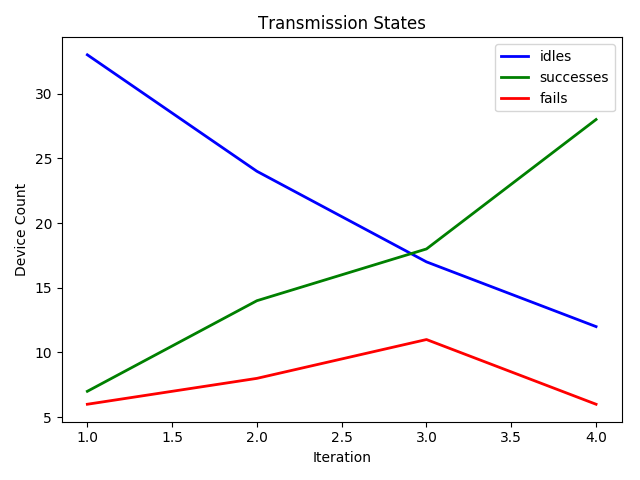 Transmission States
idles
successes
fails
Device Count
30
25
20
15
10
5
1.0 1.5 2.0 2.5 3.0 3.5 4.0
Iteration